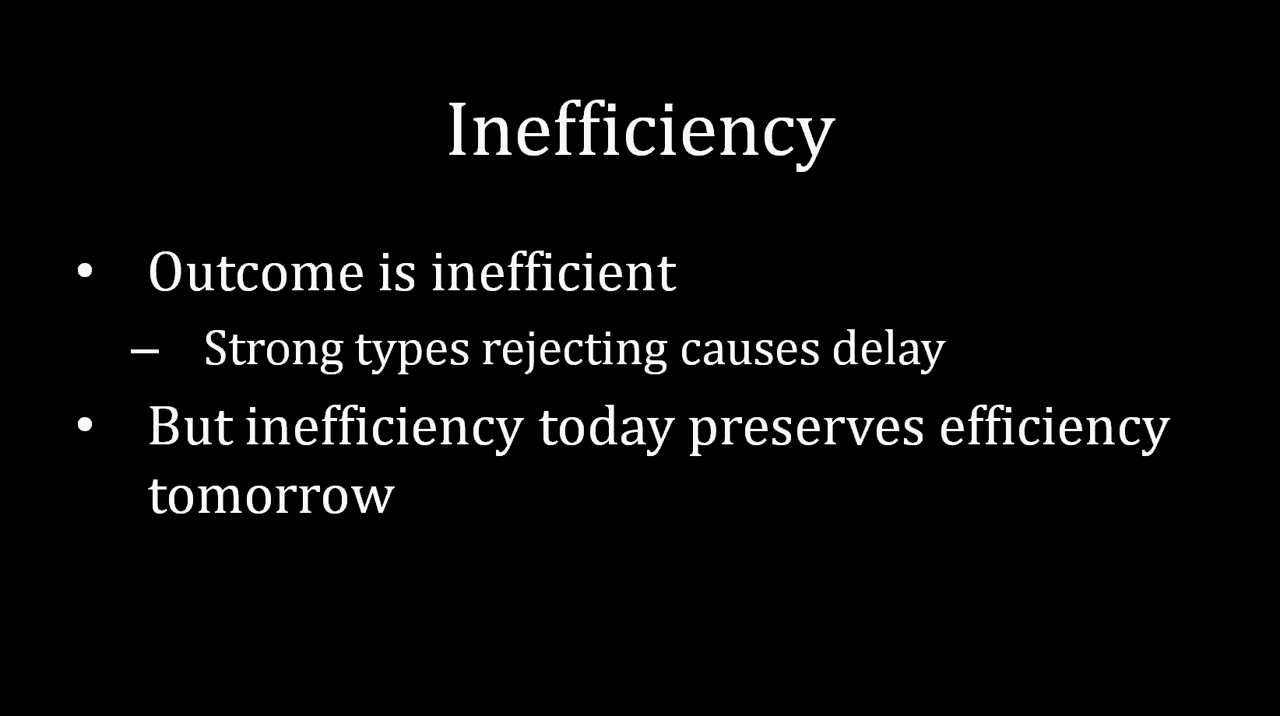 Inefficiency
• Outcome is inefficient
– Strong types rejecting causes delay
• But inefficiency today preserves efficiency
tomorrow